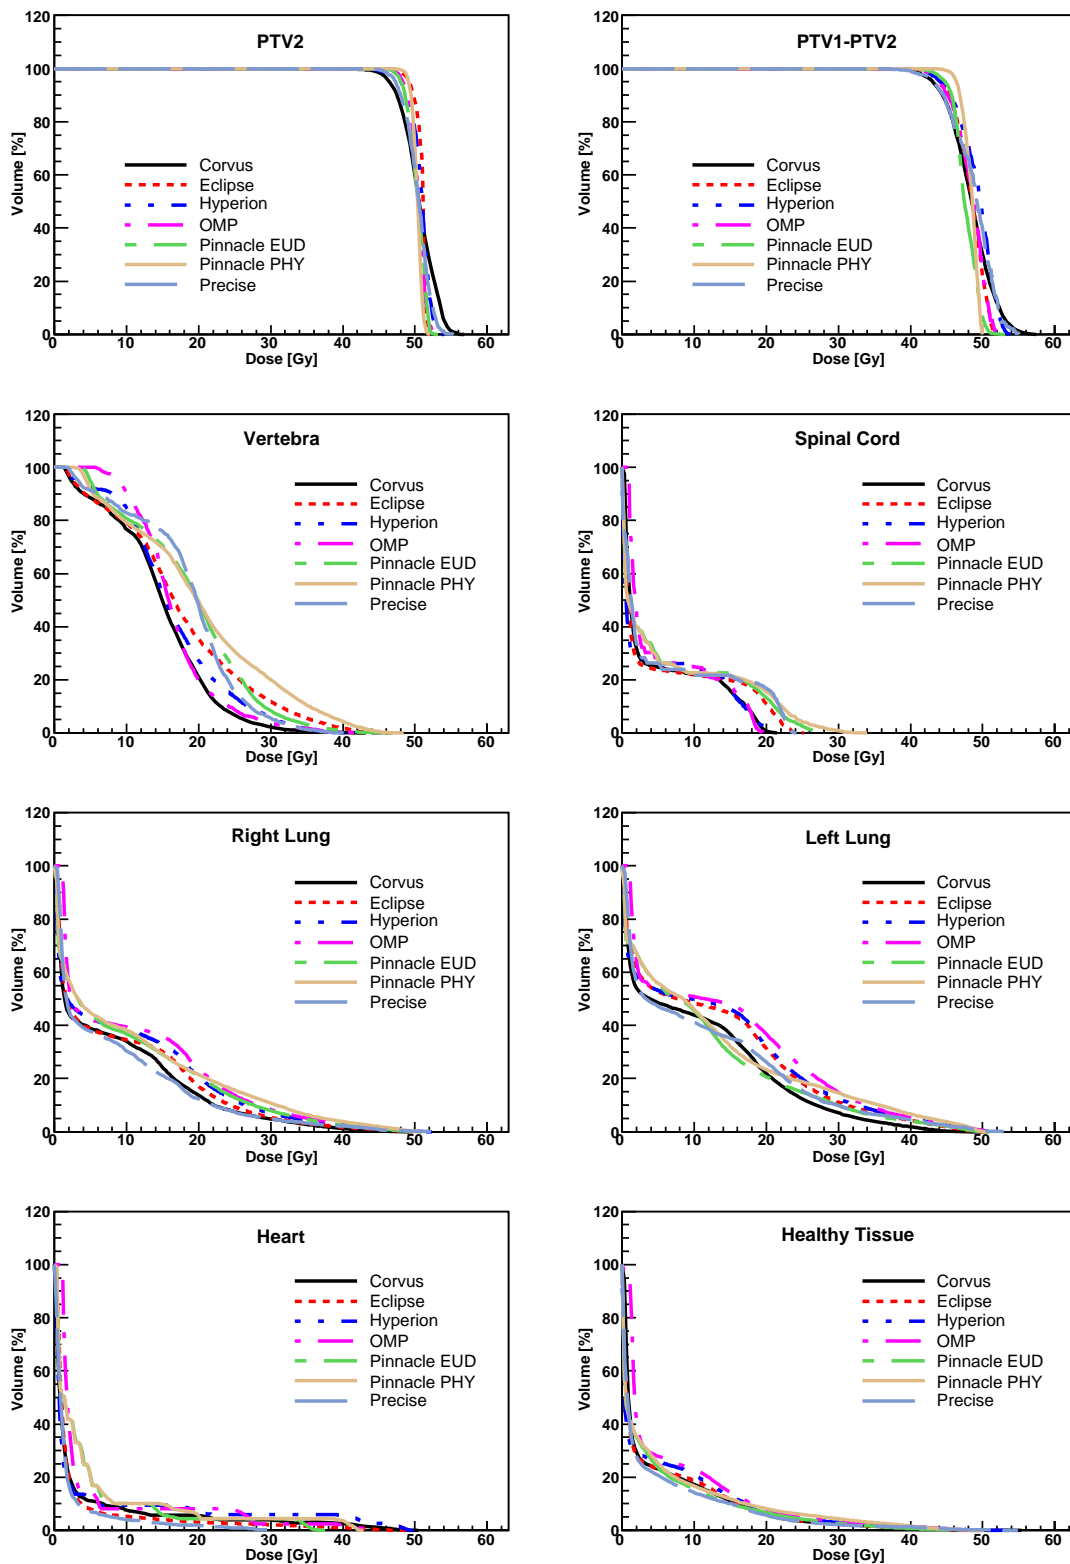 PTV2
Volume [%]
120
100
80
60
40
20
0
Corvus
Eclipse
Hyperion
OMP
Pinnacle EUD
Pinnacle PHY
Precise
0 10 20 30 40 50 60
Dose [Gy]
PTV1-PTV2
Volume [%]
120
100
80
60
40
20
0
Corvus
Eclipse
Hyperion
OMP
Pinnacle EUD
Pinnacle PHY
Precise
0 10 20 30 40 50 60
Dose [Gy]
Vertebra
Volume [%]
120
100
80
60
40
20
0
Corvus
Eclipse
Hyperion
OMP
Pinnacle EUD
Pinnacle PHY
Precise
0 10 20 30 40 50 60
Dose [Gy]
Spinal Cord
Volume [%]
120
100
80
60
40
20
0
Corvus
Eclipse
Hyperion
OMP
Pinnacle EUD
Pinnacle PHY
Precise
0 10 20 30 40 50 60
Dose [Gy]
Right Lung
Volume [%]
120
100
80
60
40
20
0
Corvus
Eclipse
Hyperion
OMP
Pinnacle EUD
Pinnacle PHY
Precise
0 10 20 30 40 50 60
Dose [Gy]
Left Lung
Volume [%]
120
100
80
60
40
20
0
Corvus
Eclipse
Hyperion
OMP
Pinnacle EUD
Pinnacle PHY
Precise
0 10 20 30 40 50 60
Dose [Gy]
Heart
Volume [%]
120
100
80
60
40
20
0
Corvus
Eclipse
Hyperion
OMP
Pinnacle EUD
Pinnacle PHY
Precise
0 10 20 30 40 50 60
Dose [Gy]
Healthy Tissue
Volume [%]
120
100
80
60
40
20
0
Corvus
Eclipse
Hyperion
OMP
Pinnacle EUD
Pinnacle PHY
Precise
0 10 20 30 40 50 60
Dose [Gy]